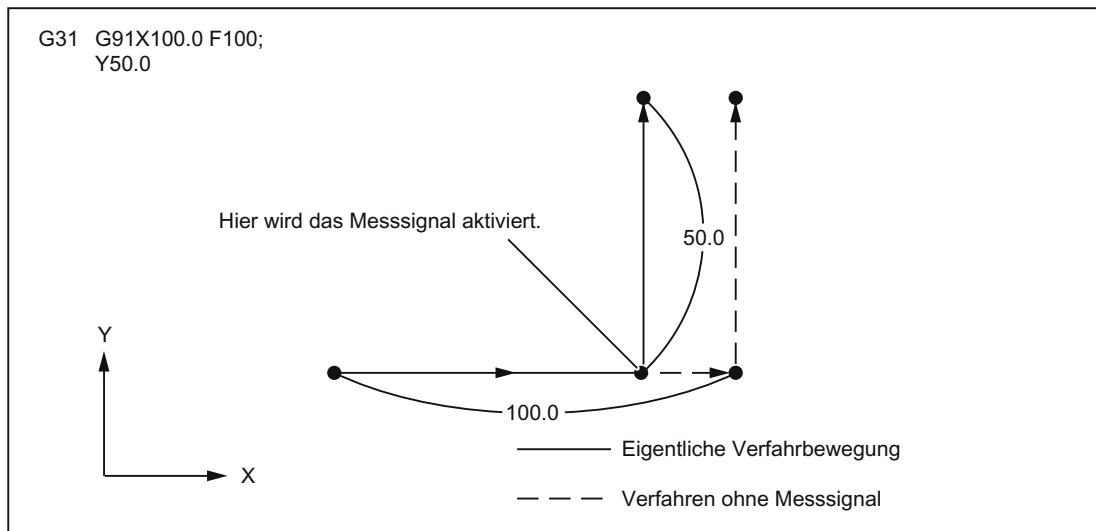 G31 G91X100.0 F100;
Y50.0
Hier wird das Messsignal aktiviert.
50.0
Y
100.0
X
Eigentliche Verfahrbewegung
Verfahren ohne Messsignal